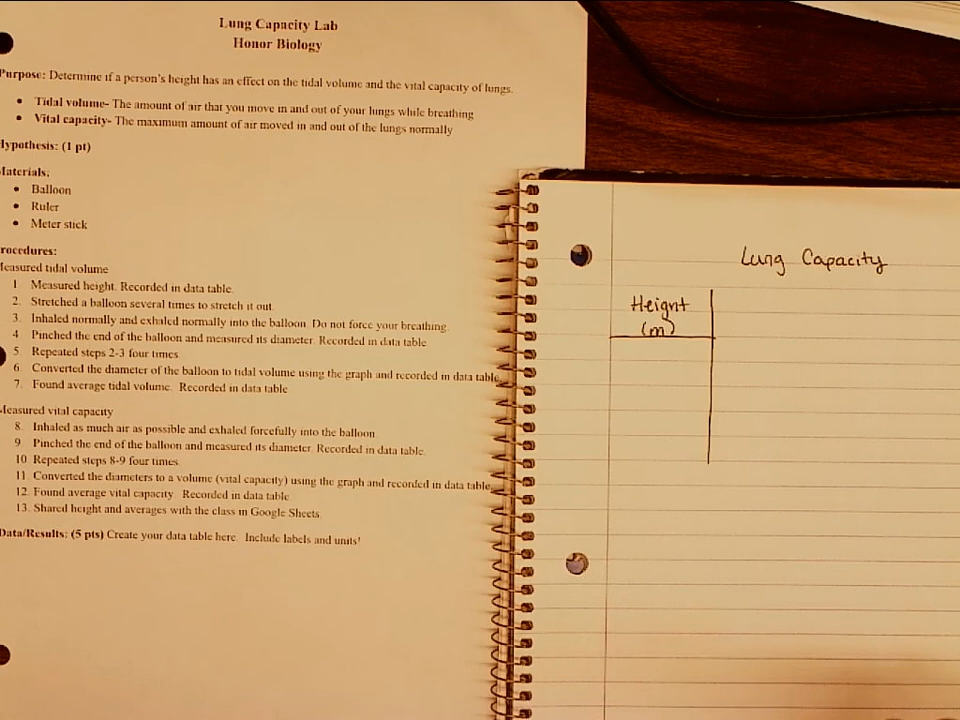 Lung Capacity Lab
Honor Biology
Purpose: Determine if a person's height has an effect on the tidal volume and the vital capacity of lungs.
• Tidal volume- The amount of air that you move in and out of your lungs while breathing
• Vital capacity- The maximum amount of air moved in and out of the lungs normally
Hypothesis: (1 pt)
Materials:
• Balloon
• Ruler
• Meter stick
Procedures:
Measured tidal volume
1 Measured height. Recorded in data table.
2. Stretched a balloon several times to stretch it out.
3. Inhaled normally and exhaled normally into the balloon. Do not force your breathing.
4 Pinched the end of the balloon and measured its diameter. Recorded in data table
5. Repeated steps 2-3 four times.
6 Converted the diameter of the balloon to tidal volume using the graph and recorded in data table.
7. Found average tidal volume. Recorded in data table
Measured vital capacity
8. Inhaled as much air as possible and exhaled forcefully into the balloon
9. Pinched the end of the balloon and measured its diameter. Recorded in data table.
10 Repeated steps 8-9 four times
11 Converted the diameters to a volume (vital capacity) using the graph and recorded in data table.
12. Found average vital capacity Recorded in data table
13. Shared height and averages with the class in Google Sheets.
Data/Results: (5 pts) Create your data table here. Include labels and units!
Lung Capacity
Height
(m)